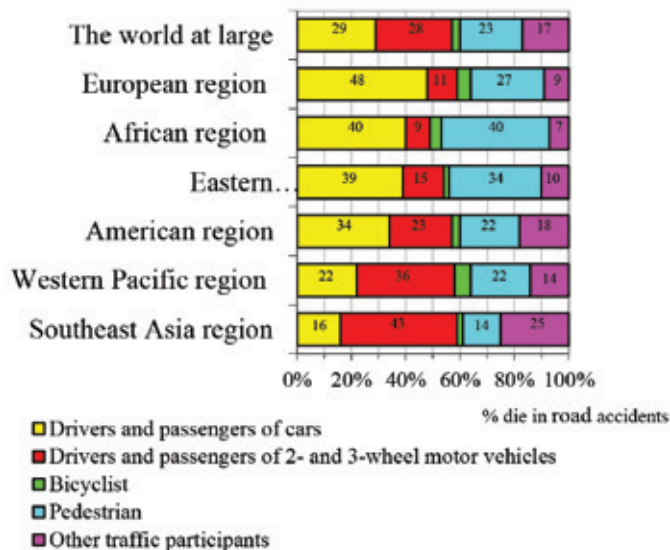 The world at large 29 28 23 17
European region 48 11 27 9
African region 40 9 40 7
Eastern… 39 15 34 10
American region 34 23 22 18
Western Pacific region 22 36 22 14
Southeast Asia region 16 43 14 25
0% 20% 40% 60% 80% 100%
% die in road accidents
Drivers and passengers of cars
Drivers and passengers of 2- and 3-wheel motor vehicles
Bicyclist
Pedestrian
Other traffic participants